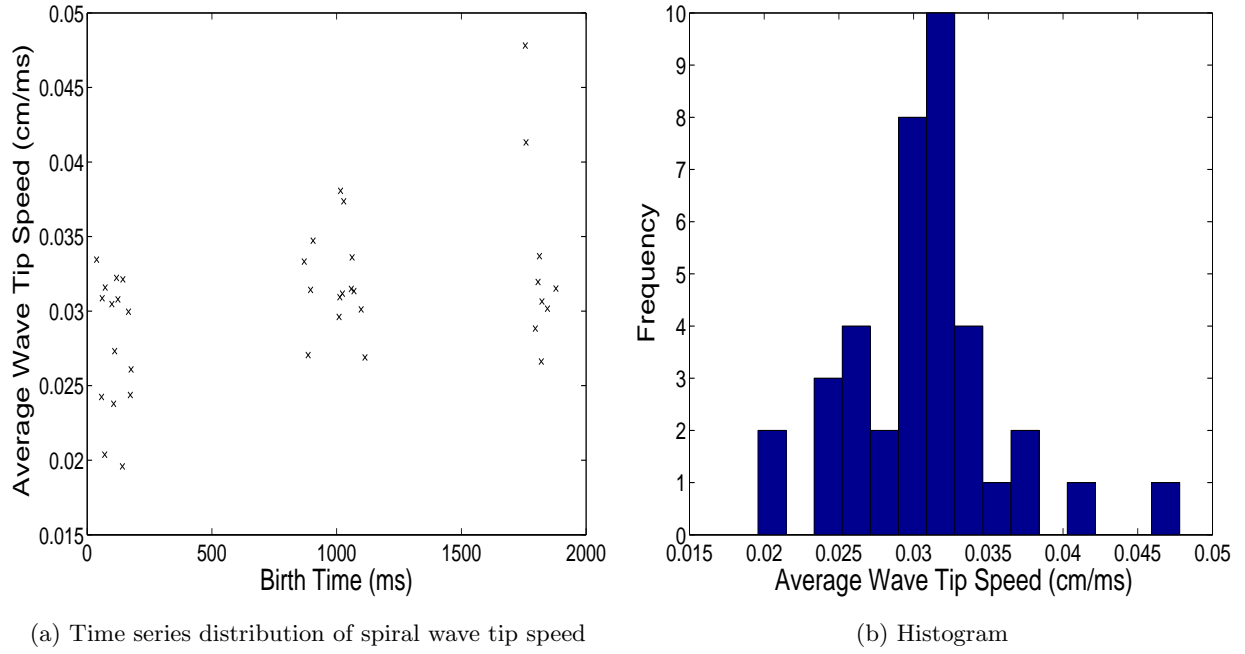 0.05
0.045
0.04
0.035
0.03
0.025
0.02
0.015
Average Wave Tip Speed (cm/ms)
0 500 1000 1500 2000
Birth Time (ms)
(a) Time series distribution of spiral wave tip speed
10
9
8
7
6
5
4
3
2
1
0
Frequency
0.015 0.02 0.025 0.03 0.035 0.04 0.045 0.05
Average Wave Tip Speed (cm/ms)
(b) Histogram